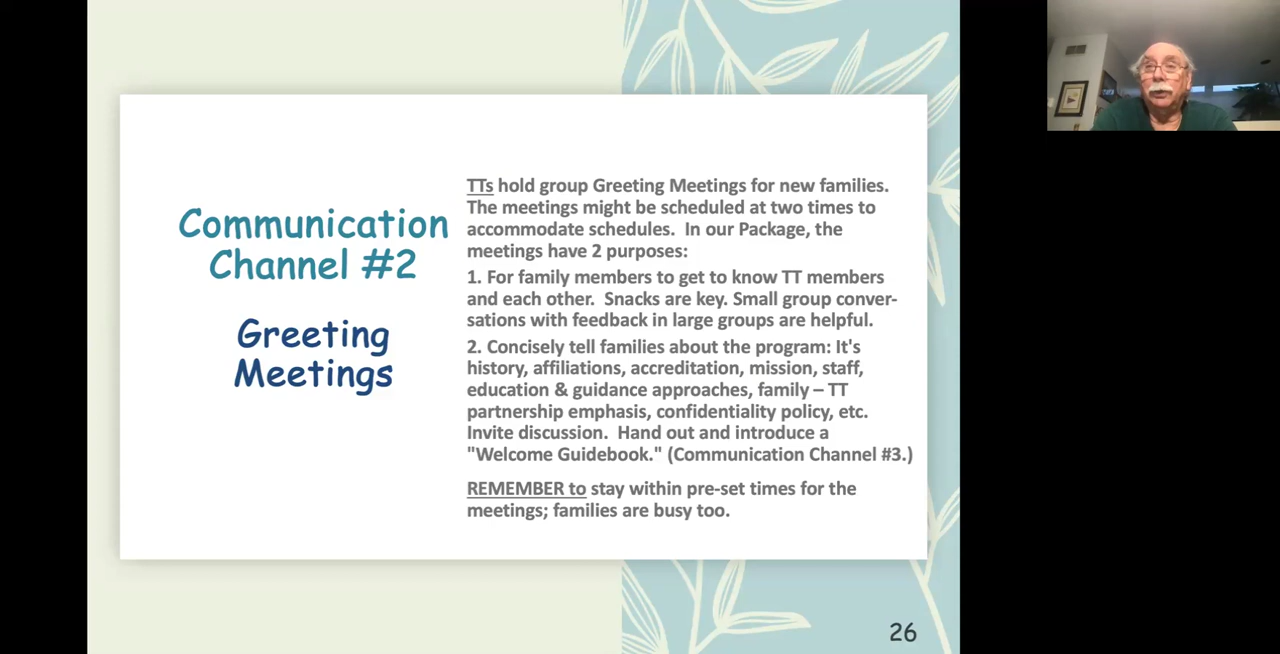 Communication
Channel #2
Greeting
Meetings
TTs hold group Greeting Meetings for new families.
The meetings might be scheduled at two times to
accommodate schedules.  In our Package, the
meetings have 2 purposes:
1. For family members to get to know TT members
and each other.  Snacks are key. Small group conver-
sations with feedback in large groups are helpful.
2. Concisely tell families about the program: It's
history, affiliations, accreditation, mission, staff,
education & guidance approaches, family – TT
partnership emphasis, confidentiality policy, etc.
Invite discussion.  Hand out and introduce a
"Welcome Guidebook." (Communication Channel #3.)
REMEMBER to stay within pre-set times for the
meetings; families are busy too.
26